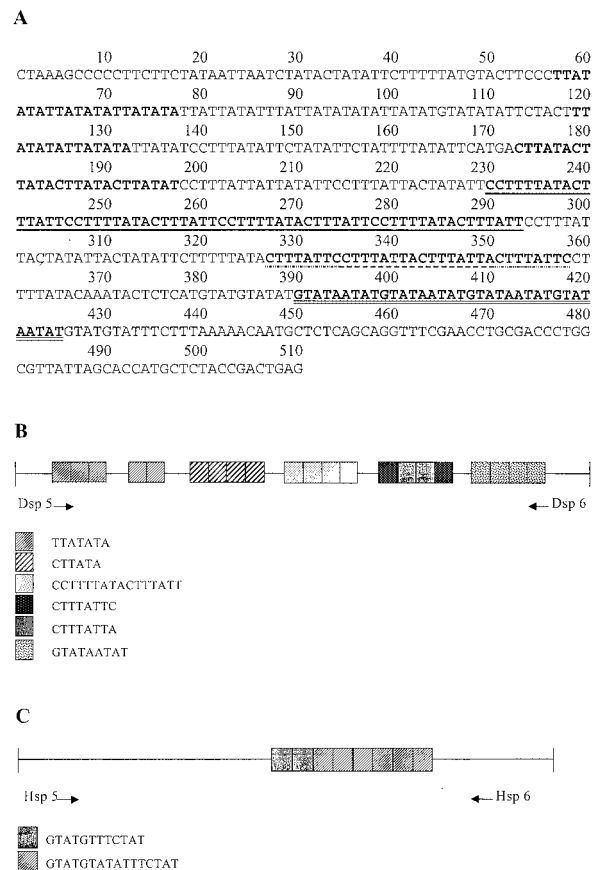 A
10 20 30 40 50 60
CTAAAGCCCCCTTCTTCTATAATTAATCTATACTATATTCTTTTTATGTACTTCCCTTAT
70 80 90 100 110 120
ATATTATATATTATATATTATTATATTTATTATATATATTATATGTATATATTCTACTTT
130 140 150 160 170 180
ATATATTATATATTATATCCTTTATATTCTATATTCTATTTTATATTCATGACTTATACT
190 200 210 220 230 240
TATACTTATACTTATATCCTTTATTATTATATTCCTTTATTACTATATTCCTTTTATACT
250 260 270 280 290 300
TTATTCCTTTTATACTTTATTCCTTTTATACTTTATTCCTTTTATACTTTATTCCTTTAT
310 320 330 340 350 360
TACTATATTACTATATTCTTTTTATACTTTATTCCTTTATTACTTTATTACTTTATTCCT
370 380 390 400 410 420
TTTATACAAATACTCTCATGTATGTATATGTATAATATGTATAATATGTATAATATGTAT
430 440 450 460 470 480
AATATGTATGTATTTCTTTAAAAACAATGCTCTCAGCAGGTTTCGAACCTGCGACCCTGG
490 500 510
CGTTATTAGCACCATGCTCTACCGACTGAG
B
Dsp 5 Dsp 6
TTATATA
CTTATA
CCTTTTATACTTTATT
CTTTATTC
CTTTATTA
GTATAATAT
C
Hsp 5 Hsp 6
GTATGTTTCTAT
GTATGTATATTTCTAT